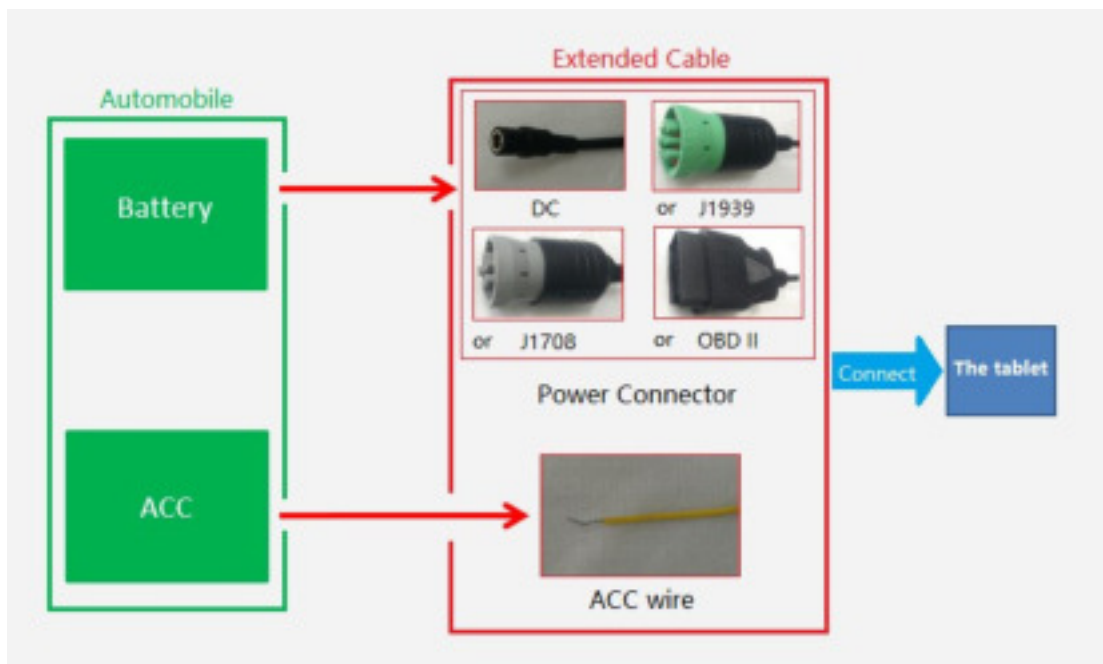 Extended Cable
Automobile
Battery
DC
or J1939
or J1708
or OBD II
Power Connector
Connect
The tablet
ACC
ACC wire